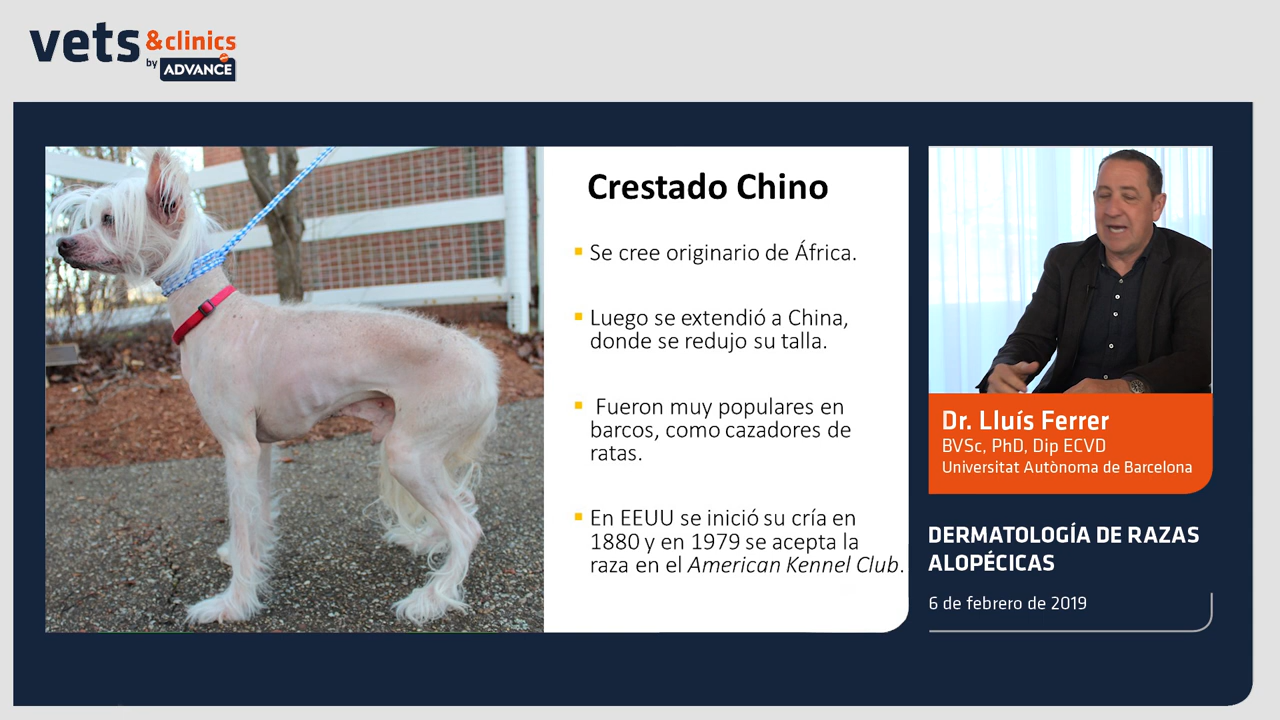 vets &clinics
by ADVANCE
Crestado Chino
Se cree originario de África.
Luego se extendió a China,
donde se redujo su talla.
Fueron muy populares en
barcos, como cazadores de
ratas.
En EEUU se inició su cría en
1880 y en 1979 se acepta la
raza en el American Kennel Club.
Dr. Lluís Ferrer
BVSc, PhD, Dip ECVD
Universitat Autònoma de Barcelona
DERMATOLOGÍA DE RAZAS
ALOPÉCICAS
6 de febrero de 2019